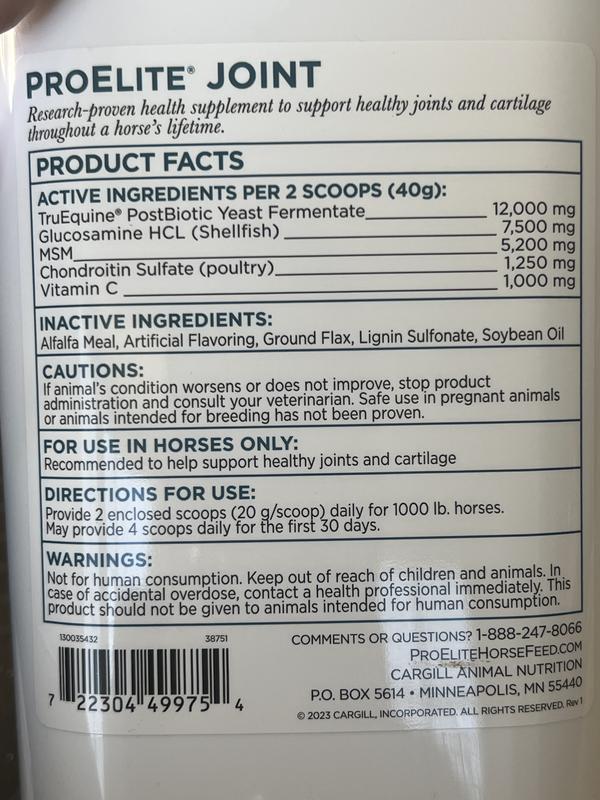 PROELITE® JOINT
Research-proven health supplement to support healthy joints and cartilage
throughout a horse's lifetime.
PRODUCT FACTS
ACTIVE INGREDIENTS PER 2 SCOOPS (40g):
TruEquine® PostBiotic Yeast Fermentate 12,000 mg
Glucosamine HCL (Shellfish) 7,500 mg
MSM 5,200 mg
Chondroitin Sulfate (poultry) 1,250 mg
Vitamin C 1,000 mg
INACTIVE INGREDIENTS:
Alfalfa Meal, Artificial Flavoring, Ground Flax, Lignin Sulfonate, Soybean Oil
CAUTIONS:
If animal's condition worsens or does not improve, stop product
administration and consult your veterinarian. Safe use in pregnant animals
or animals intended for breeding has not been proven.
FOR USE IN HORSES ONLY:
Recommended to help support healthy joints and cartilage
DIRECTIONS FOR USE:
Provide 2 enclosed scoops (20 g/scoop) daily for 1000 lb. horses.
May provide 4 scoops daily for the first 30 days.
WARNINGS:
Not for human consumption. Keep out of reach of children and animals. In
case of accidental overdose, contact a health professional immediately. This
product should not be given to animals intended for human consumption.
130035432 38751
7 22304 49975 4
COMMENTS OR QUESTIONS? 1-888-247-8066
PROELITEHORSEFEED.COM
CARGILL ANIMAL NUTRITION
P.O. BOX 5614 • MINNEAPOLIS, MN 55440
© 2023 CARGILL, INCORPORATED. ALL RIGHTS RESERVED. Rev 1